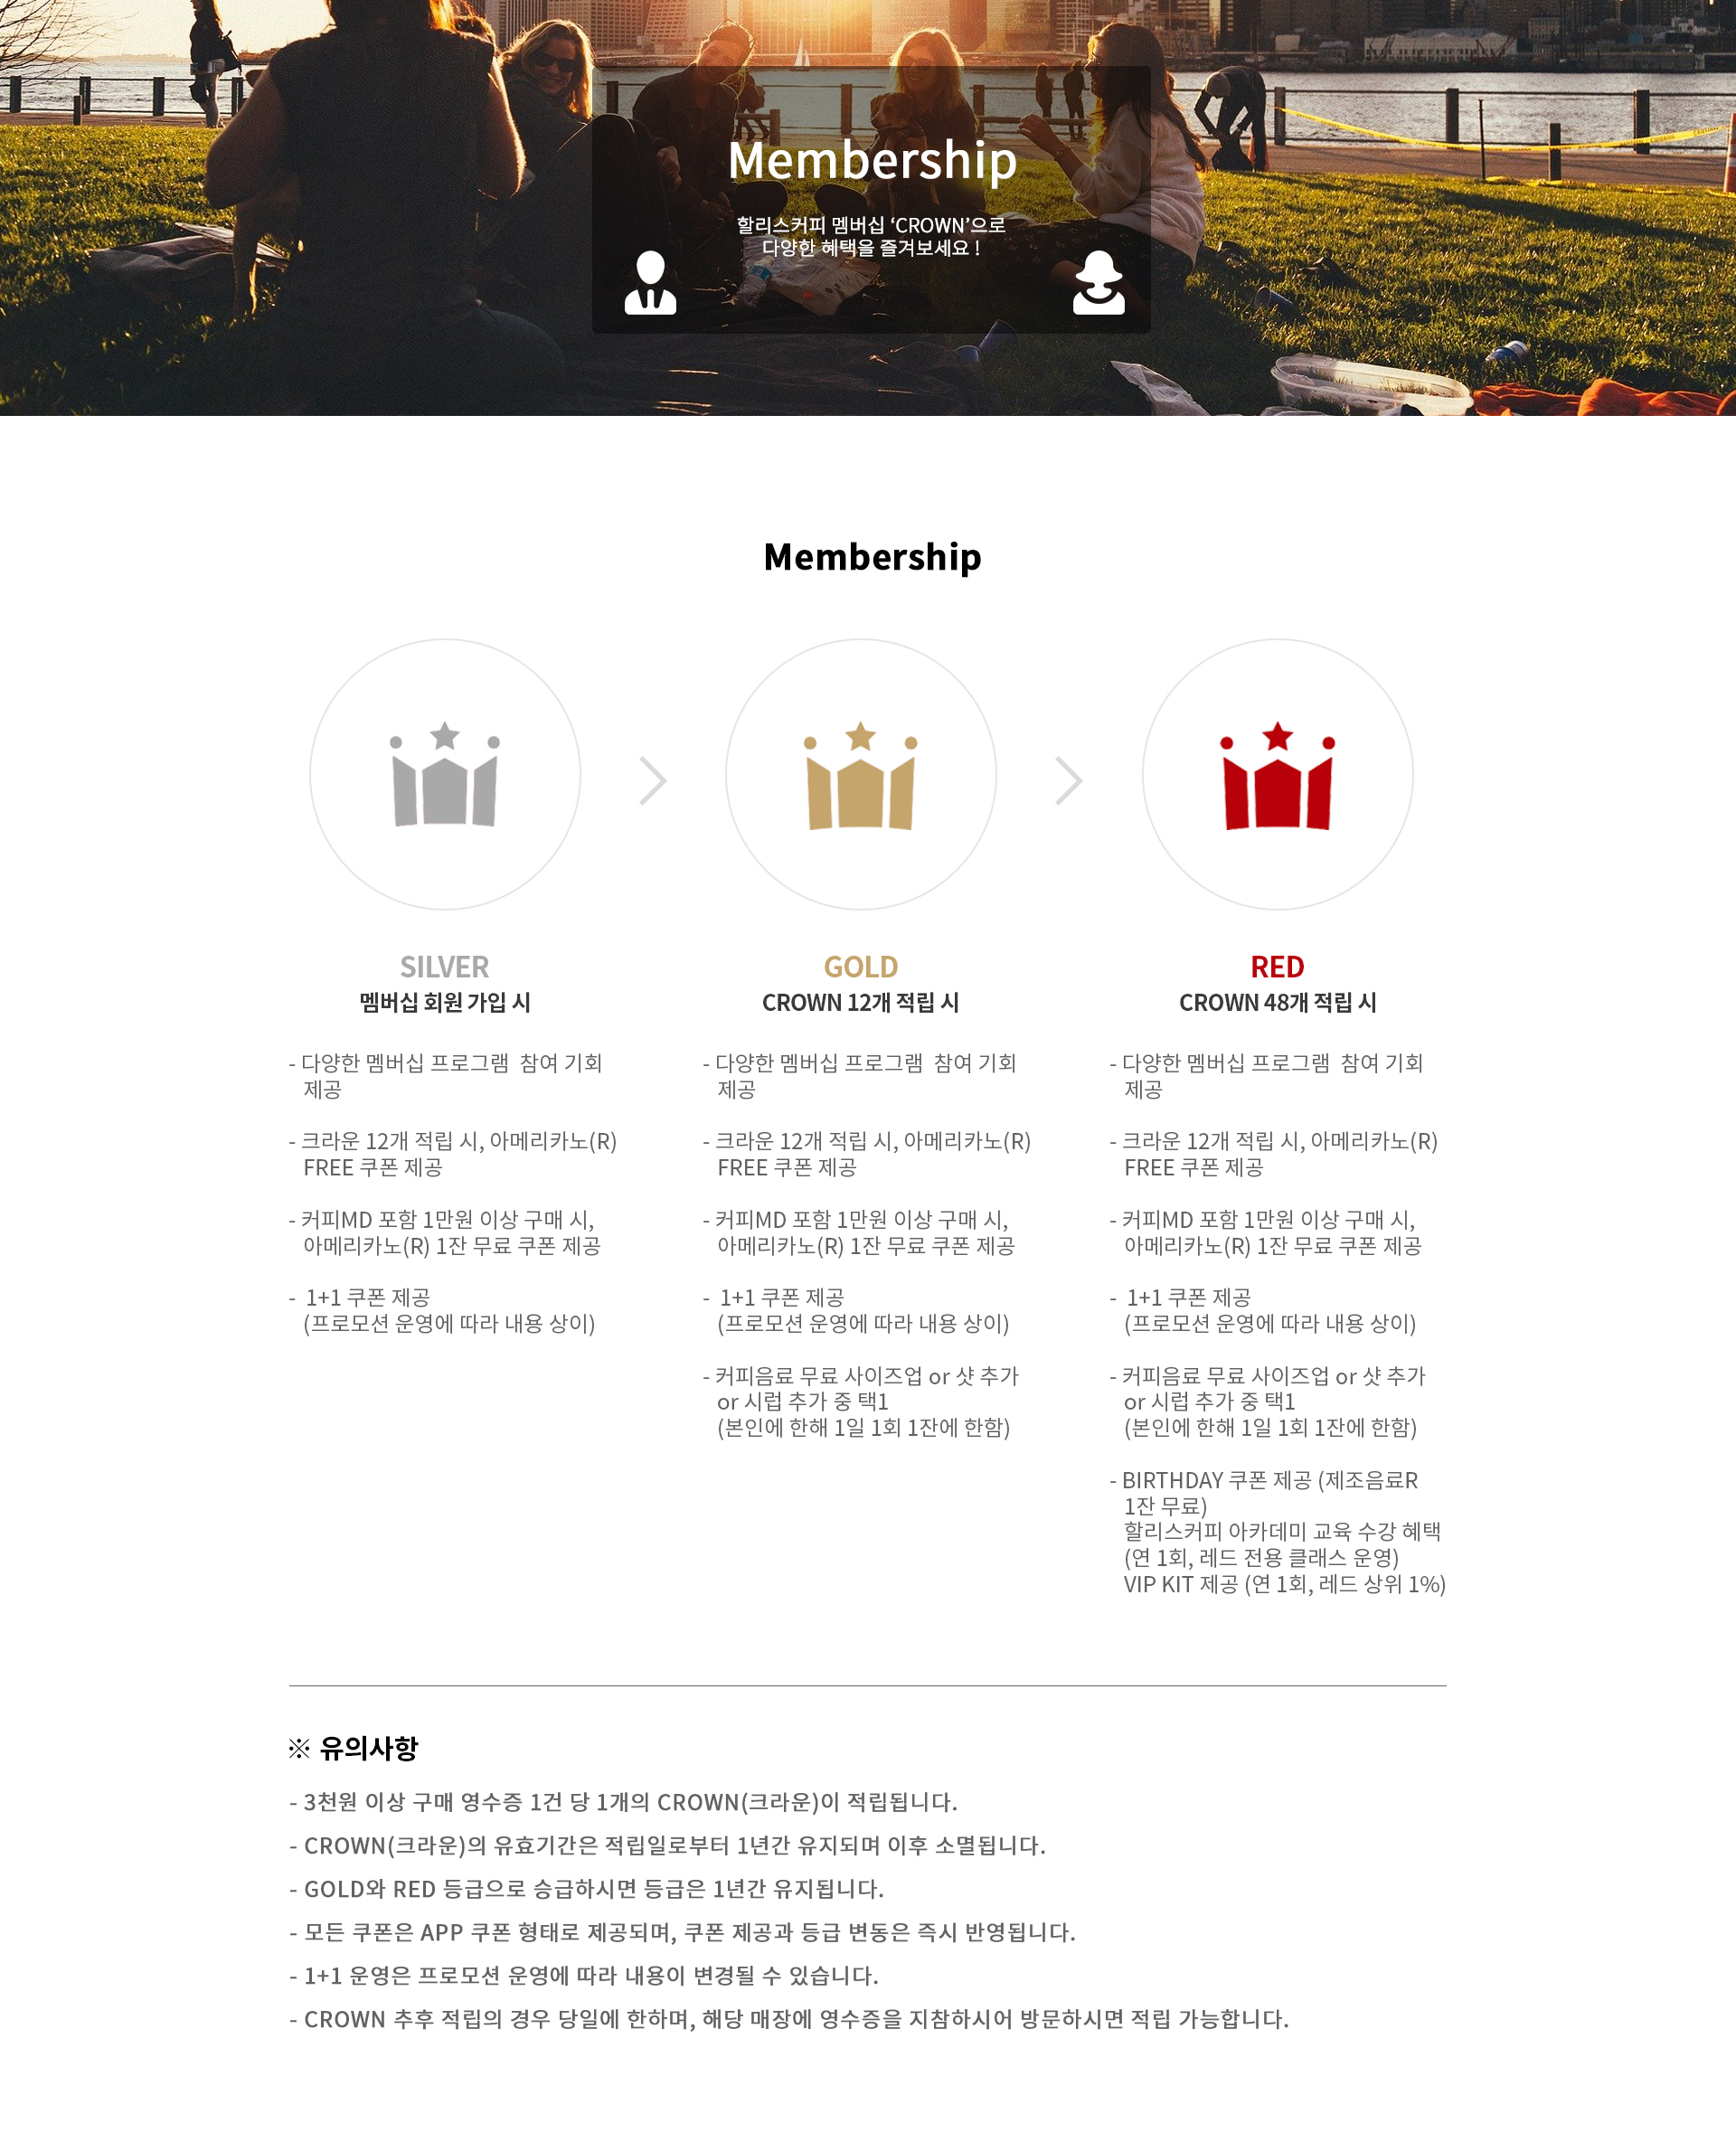 Membership
할리스커피 멤버십 ‘CROWN’으로
다양한 혜택을 즐겨보세요 !
Membership
SILVER
멤버십 회원 가입 시
- 다양한 멤버십 프로그램 참여 기회
제공
- 크라운 12개 적립 시, 아메리카노(R)
FREE 쿠폰 제공
- 커피MD 포함 1만원 이상 구매 시,
아메리카노(R) 1잔 무료 쿠폰 제공
- 1+1 쿠폰 제공
(프로모션 운영에 따라 내용 상이)
GOLD
CROWN 12개 적립 시
- 다양한 멤버십 프로그램 참여 기회
제공
- 크라운 12개 적립 시, 아메리카노(R)
FREE 쿠폰 제공
- 커피MD 포함 1만원 이상 구매 시,
아메리카노(R) 1잔 무료 쿠폰 제공
- 1+1 쿠폰 제공
(프로모션 운영에 따라 내용 상이)
- 커피음료 무료 사이즈업 or 샷 추가
or 시럽 추가 중 택1
(본인에 한해 1일 1회 1잔에 한함)
RED
CROWN 48개 적립 시
- 다양한 멤버십 프로그램 참여 기회
제공
- 크라운 12개 적립 시, 아메리카노(R)
FREE 쿠폰 제공
- 커피MD 포함 1만원 이상 구매 시,
아메리카노(R) 1잔 무료 쿠폰 제공
- 1+1 쿠폰 제공
(프로모션 운영에 따라 내용 상이)
- 커피음료 무료 사이즈업 or 샷 추가
or 시럽 추가 중 택1
(본인에 한해 1일 1회 1잔에 한함)
- BIRTHDAY 쿠폰 제공 (제조음료R
1잔 무료)
할리스커피 아카데미 교육 수강 혜택
(연 1회, 레드 전용 클래스 운영)
VIP KIT 제공 (연 1회, 레드 상위 1%)
※ 유의사항
- 3천원 이상 구매 영수증 1건 당 1개의 CROWN(크라운)이 적립됩니다.
- CROWN(크라운)의 유효기간은 적립일로부터 1년간 유지되며 이후 소멸됩니다.
- GOLD와 RED 등급으로 승급하시면 등급은 1년간 유지됩니다.
- 모든 쿠폰은 APP 쿠폰 형태로 제공되며, 쿠폰 제공과 등급 변동은 즉시 반영됩니다.
- 1+1 운영은 프로모션 운영에 따라 내용이 변경될 수 있습니다.
- CROWN 추후 적립의 경우 당일에 한하며, 해당 매장에 영수증을 지참하시어 방문하시면 적립 가능합니다.